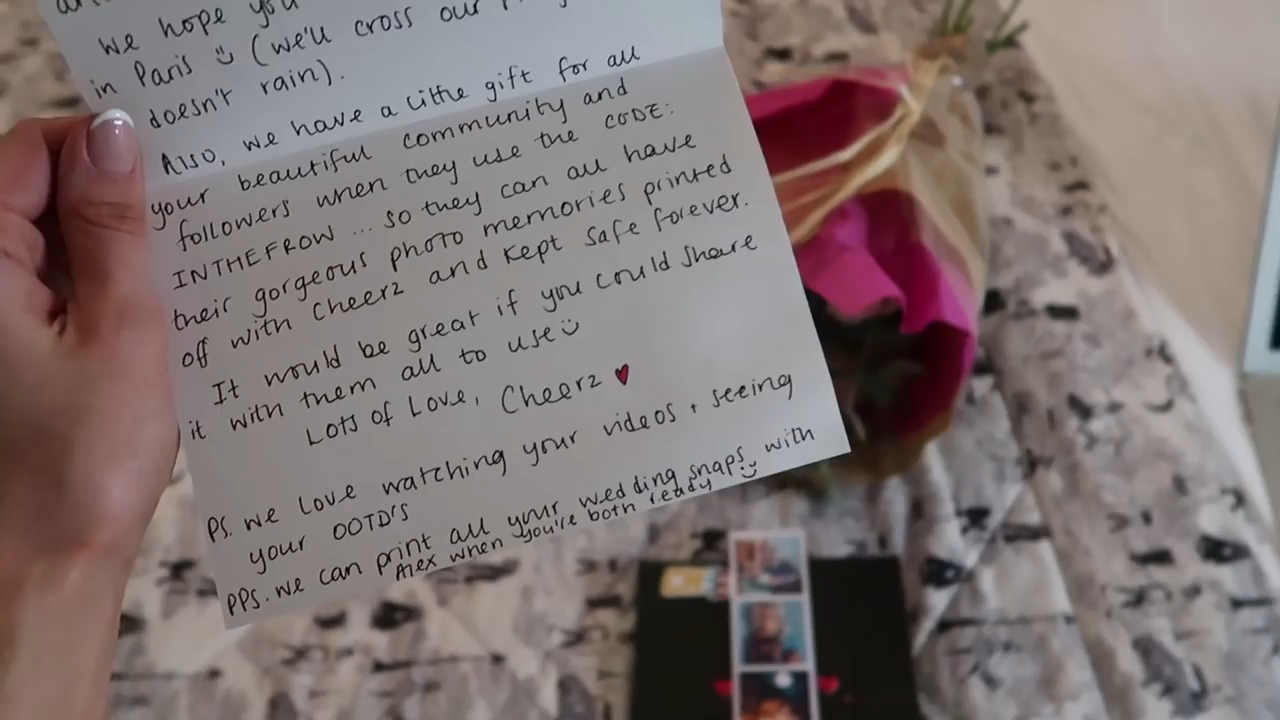 we hope you
in Paris (we'll cross our
doesn't rain).
Also, we have a little gift for all
your beautiful community and
followers when they use the CODE:
INTHEFROW ... so they can all have
their gorgeous photo memories printed
off with Cheerz and kept safe forever.
It would be great if you could share
it with them all to use
Lots of Love, Cheerz
PS. we love watching your videos + seeing
your OOTD's
PPS. we can print all your wedding snaps with
Alex when you're both ready